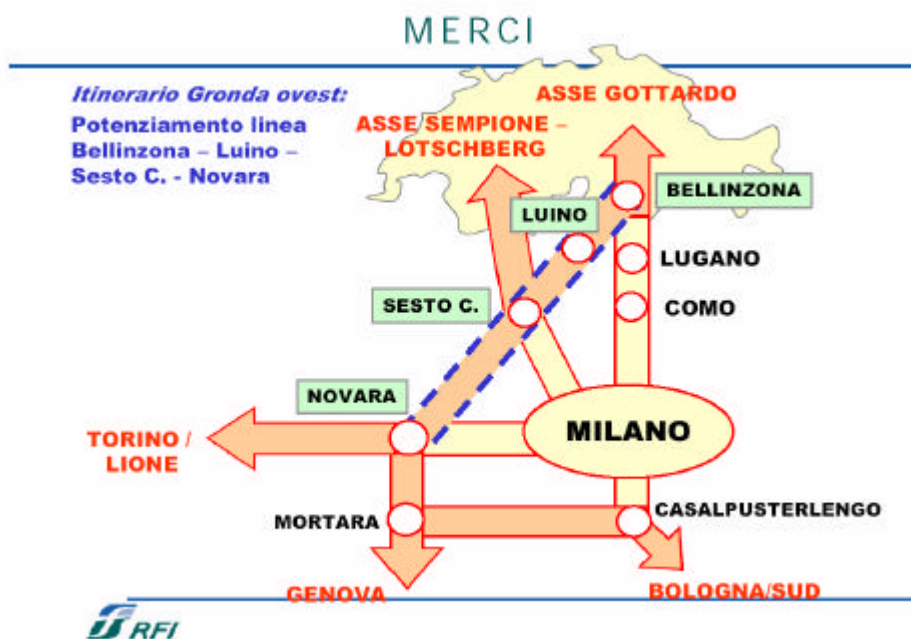 MERCI
Itinerario Gronda ovest:
Potenziamento linea
Bellinzona – Luino –
Sesto C. - Novara
ASSE GOTTARDO
ASSE SEMPIONE –
LOTSCHBERG
BELLINZONA
LUINO
LUGANO
SESTO C.
COMO
NOVARA
MILANO
TORINO /
LIONE
MORTARA
CASALPUSTERLENGO
GENOVA
BOLOGNA/SUD
RFI